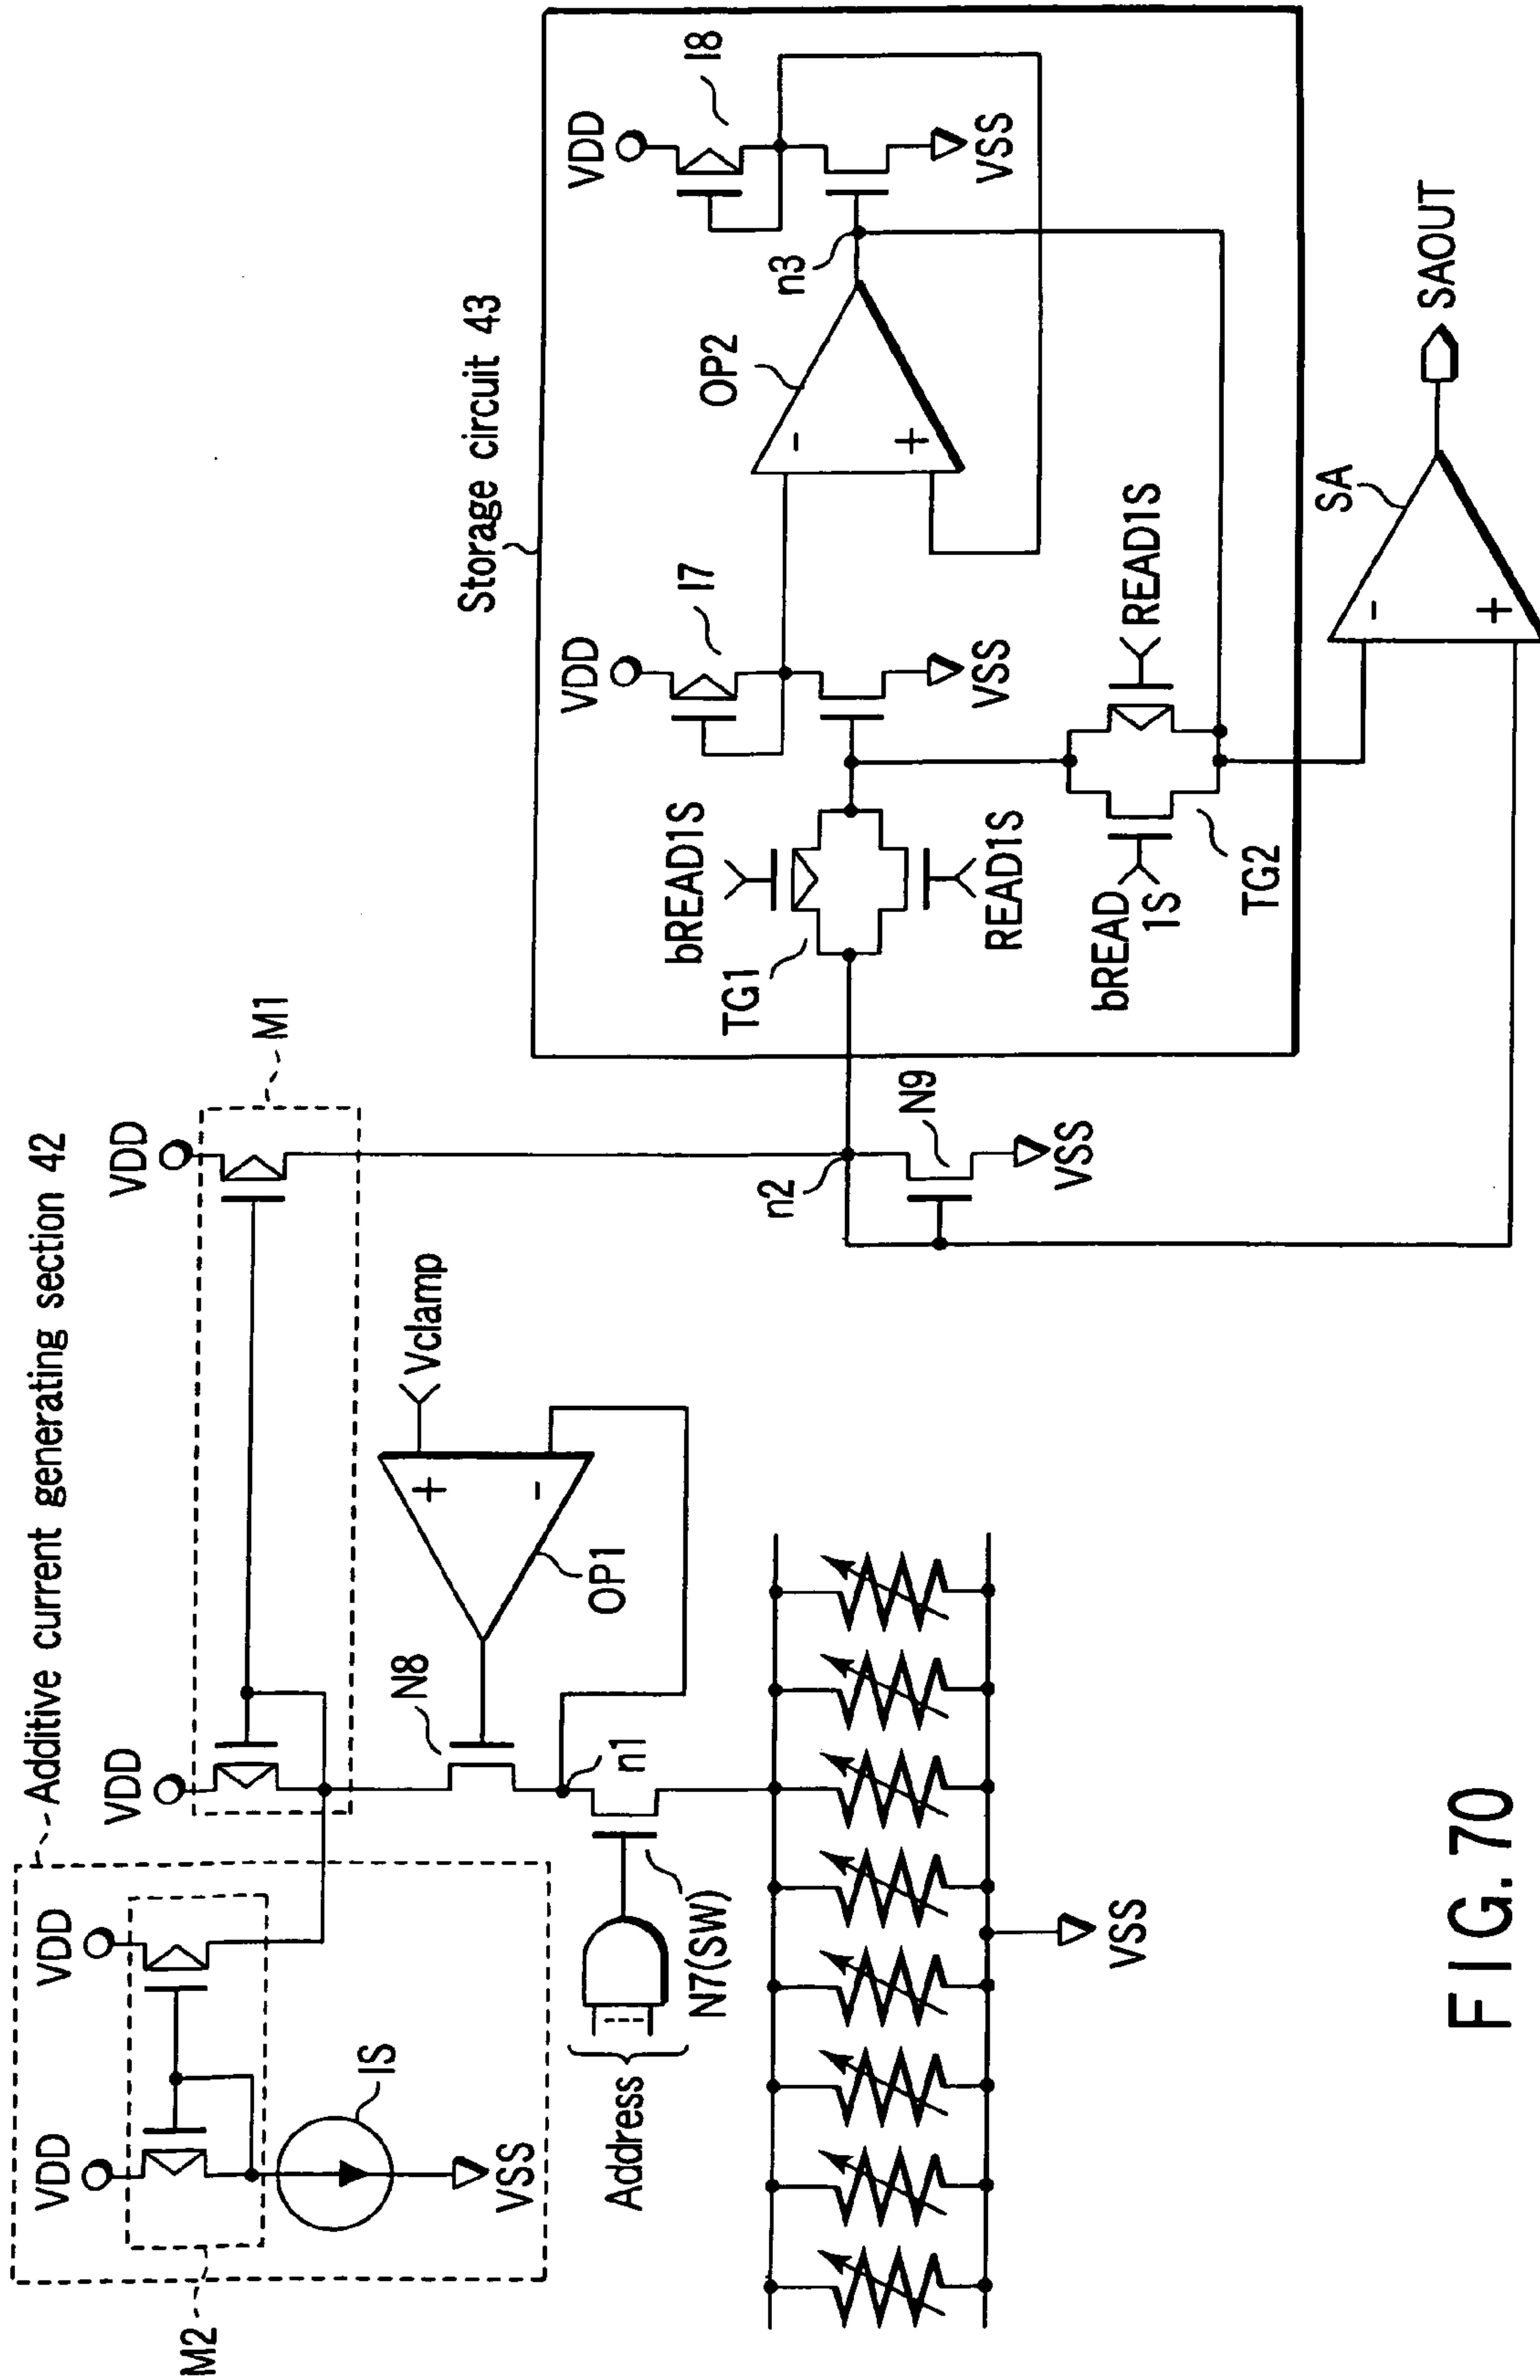 Additive current generating section 42
M2
VDD
VDD
IS
VSS
VDD
VDD
M1
N8
OP1
+
-
Vclamp
n1
N7(SW)
Address
VSS
n2
N9
VSS
Storage circuit 43
VDD
I7
VSS
bREAD1S
TG1
READ1S
bREAD
1S
READ1S
TG2
OP2
-
+
n3
VDD
I8
VSS
SA
-
+
SAOUT
FIG. 70